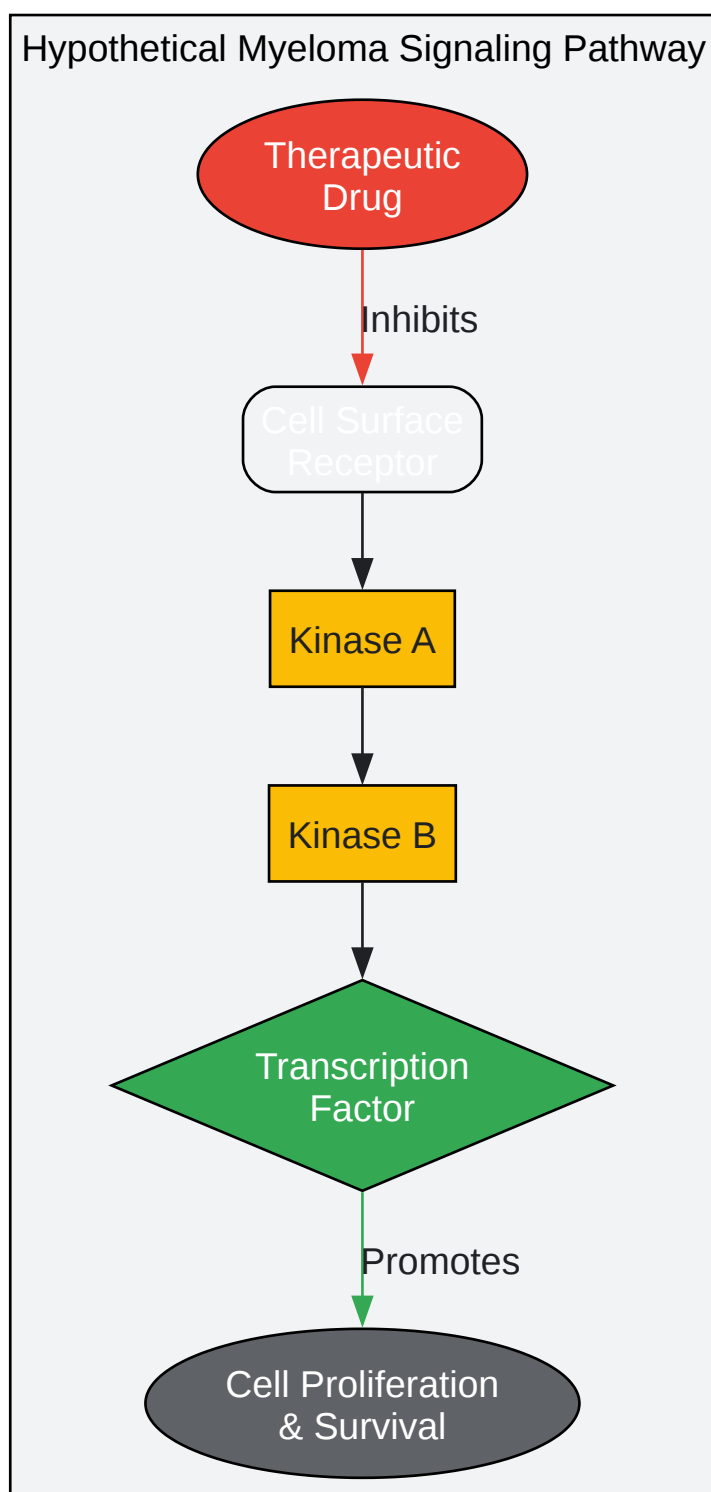 Hypothetical Myeloma Signaling Pathway
Therapeutic
Drug
Inhibits
Cell Surface
Receptor
Kinase A
Kinase B
Transcription
Factor
Promotes
Cell Proliferation
& Survival